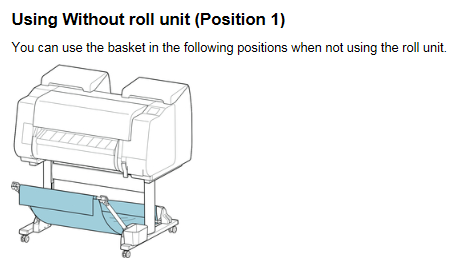 Using Without roll unit (Position 1)
You can use the basket in the following positions when not using the roll unit.